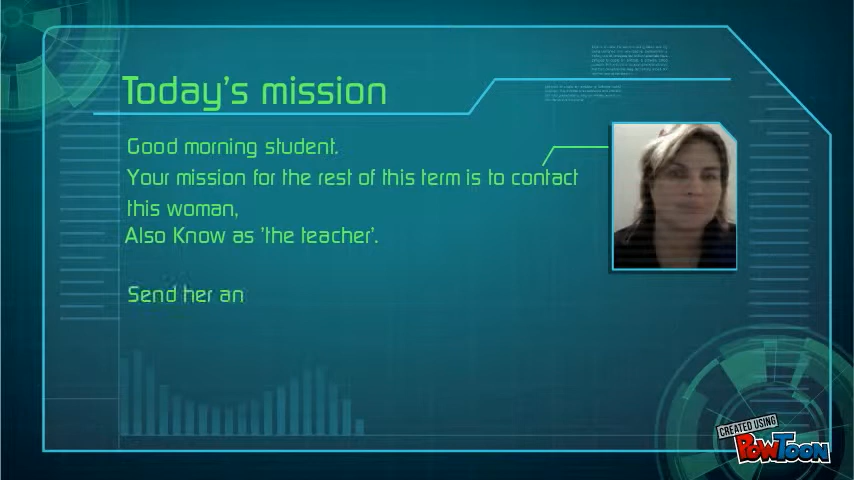 Today's mission
Good morning student.
Your mission for the rest of this term is to contact
this woman,
Also Know as 'the teacher'.
Send her an
CREATED USING
POWTOON